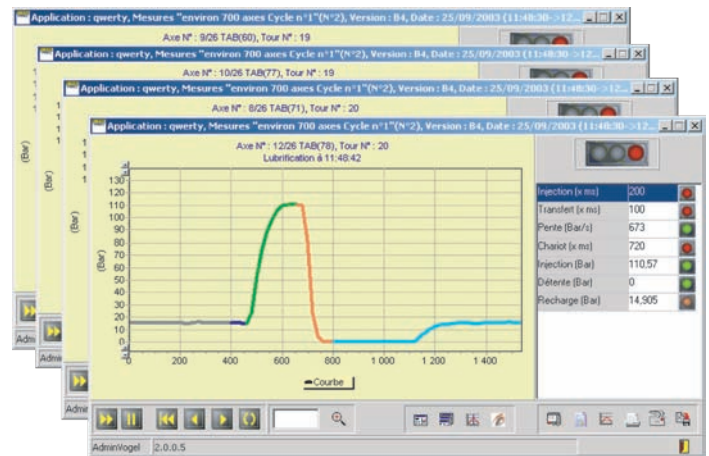 Application : qwerty, Mesures "environ 700 axes Cycle n°1"(N°2), Version : B4, Date : 25/09/2003 (11:48:30->12...
Axe N° : 9/26 TAB(60), Tour N° : 19
(Bar)
Application : qwerty, Mesures "environ 700 axes Cycle n°1"(N°2), Version : B4, Date : 25/09/2003 (11:48:30->12...
Axe N° : 10/26 TAB(77), Tour N° : 19
(Bar)
Application : qwerty, Mesures "environ 700 axes Cycle n°1"(N°2), Version : B4, Date : 25/09/2003 (11:48:30->12...
Axe N° : 8/26 TAB(71), Tour N° : 20
(Bar)
Application : qwerty, Mesures "environ 700 axes Cycle n°1"(N°2), Version : B4, Date : 25/09/2003 (11:48:30->12...
Axe N° : 12/26 TAB(78), Tour N° : 20
Lubrification à 11:48:42
(Bar)
130
120
110
100
90
80
70
60
50
40
30
20
10
0
0 200 400 600 800 1 000 1 200 1 400
Courbe
Injection (x ms) 200
Transfert (x ms) 100
Pente (Bar/s) 673
Chariot (x ms) 720
Injection (Bar) 110,57
Détente (Bar) 0
Recharge (Bar) 14,905
AdminVogel 2.0.0.5